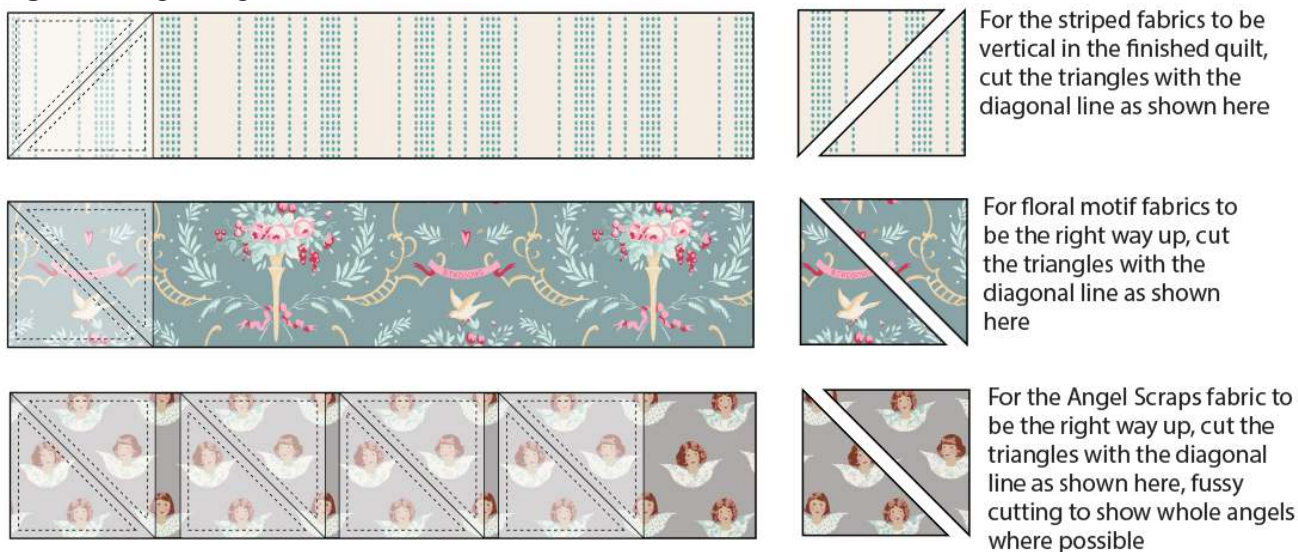 For the striped fabrics to be
vertical in the finished quilt,
cut the triangles with the
diagonal line as shown here
For floral motif fabrics to
be the right way up, cut
the triangles with the
diagonal line as shown
here
For the Angel Scraps fabric to
be the right way up, cut the
triangles with the diagonal
line as shown here, fussy
cutting to show whole angels
where possible